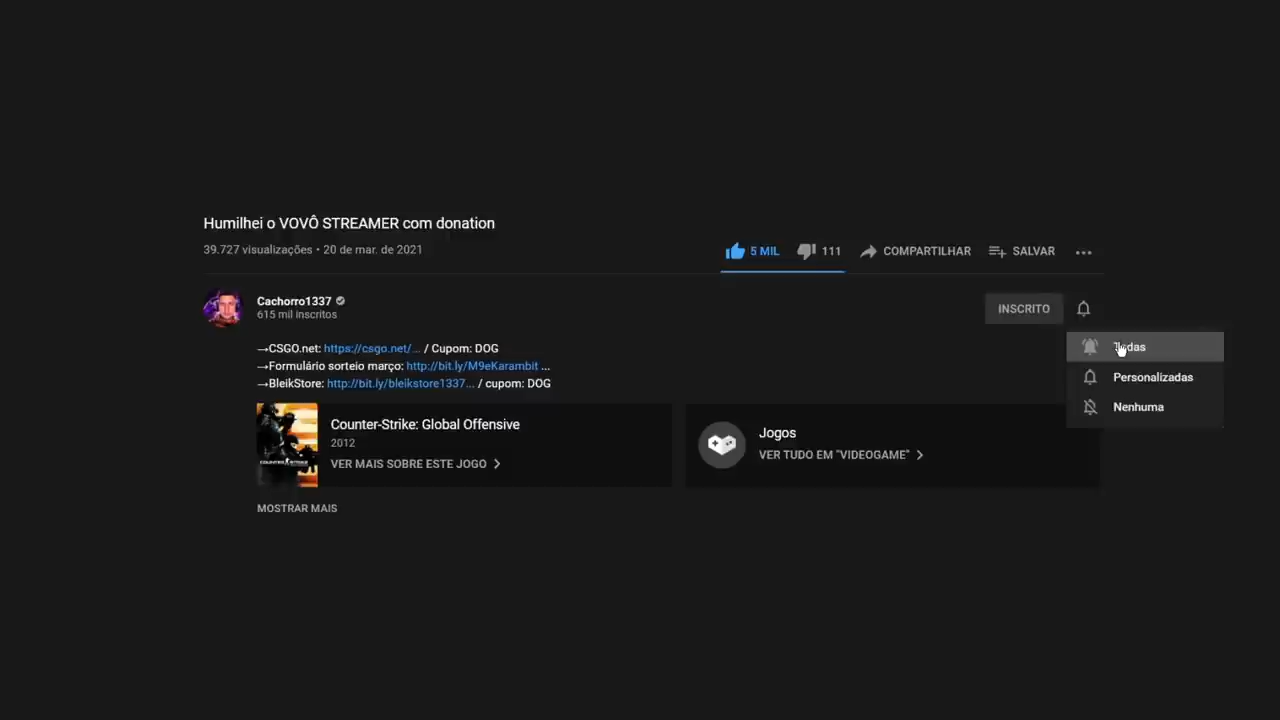 Humilhei o VOVÔ STREAMER com donation
39.727 visualizações • 20 de mar. de 2021
5 MIL 111 COMPARTILHAR SALVAR ...
Cachorro1337
615 mil inscritos
INSCRITO
→CSGO.net: https://csgo.net/... / Cupom: DOG
→Formulário sorteio março: http://bit.ly/M9eKarambit ...
→BleikStore: http://bit.ly/bleikstore1337... / cupom: DOG
Todas
Personalizadas
Nenhuma
Counter-Strike: Global Offensive
2012
VER MAIS SOBRE ESTE JOGO
Jogos
VER TUDO EM "VIDEOGAME"
MOSTRAR MAIS